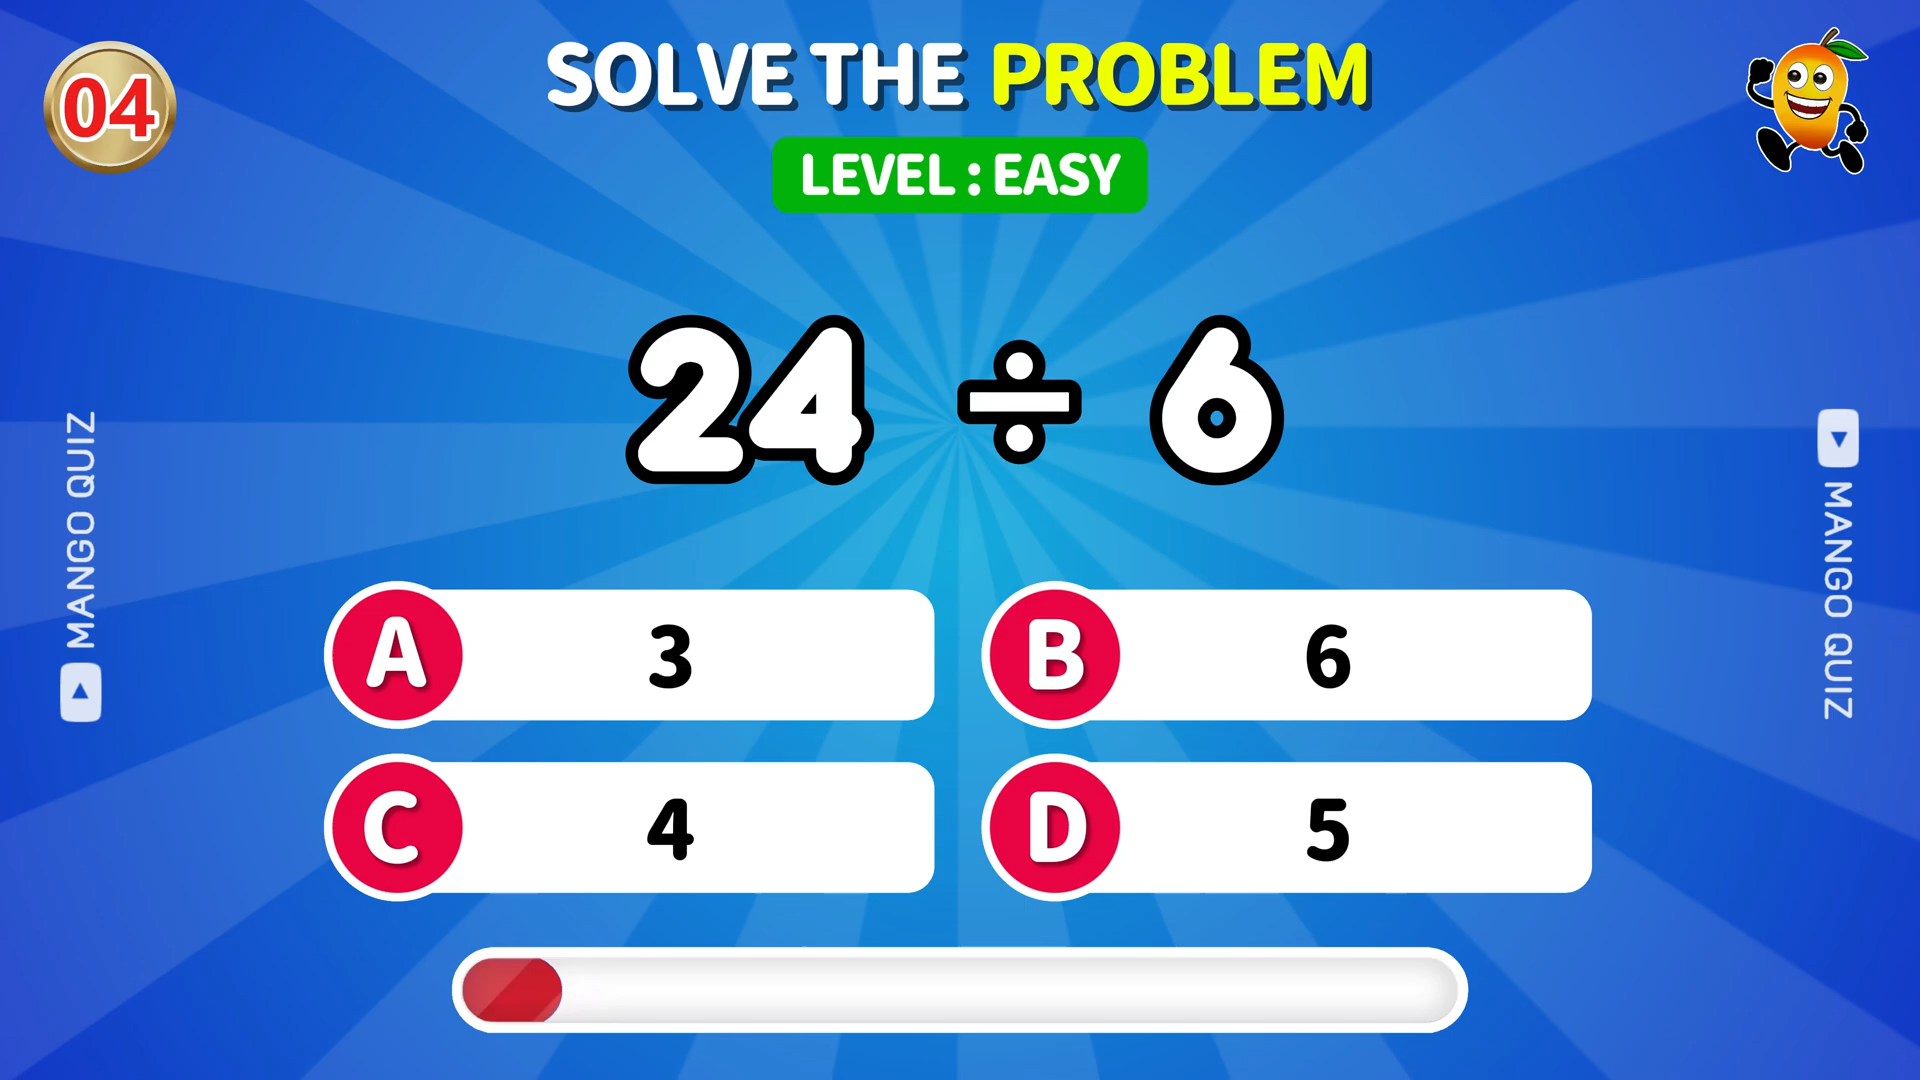 04
SOLVE THE PROBLEM
LEVEL : EASY
24 ÷ 6
A 3
B 6
C 4
D 5
MANGO QUIZ
MANGO QUIZ